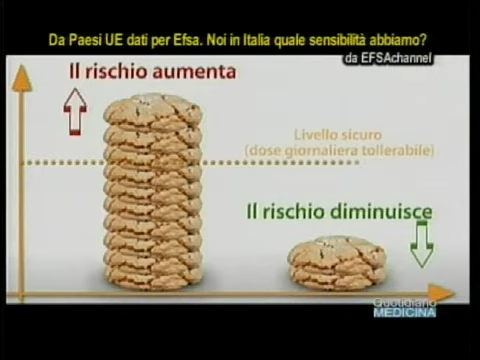 Da Paesi UE dati per Efsa. Noi in Italia quale sensibilità abbiamo?
da EFSAchannel
Il rischio aumenta
Livello sicuro
(dose giornaliera tollerabile)
Il rischio diminuisce
Quotidiano
MEDICINA